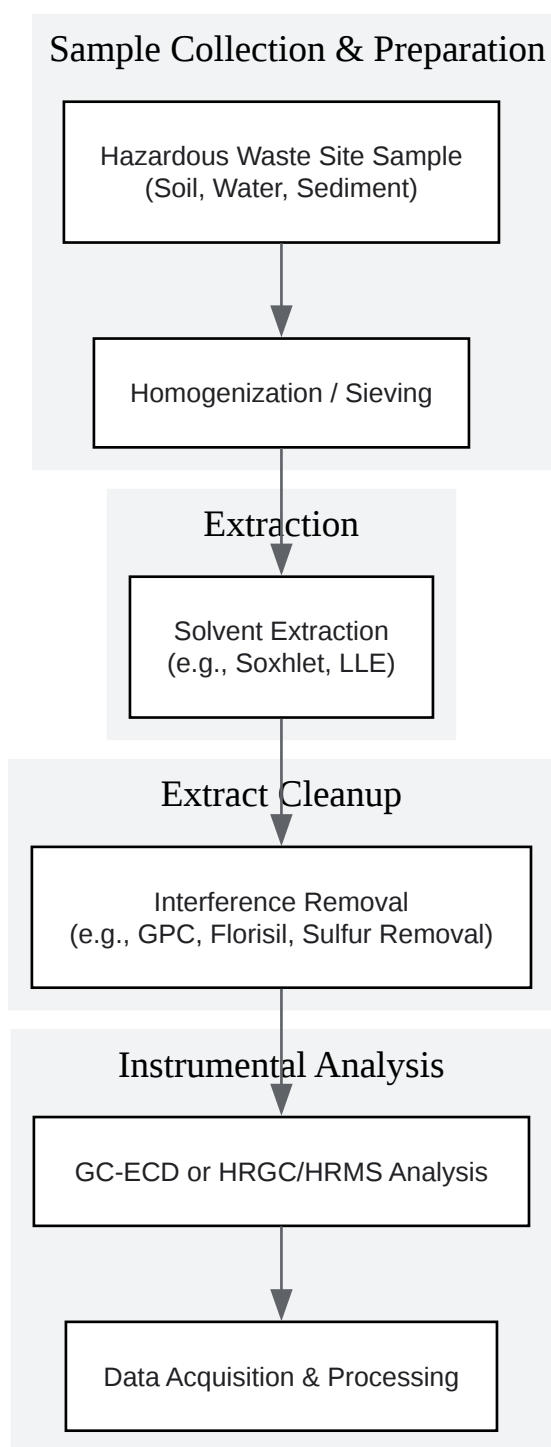 Sample Collection & Preparation
Hazardous Waste Site Sample
(Soil, Water, Sediment)
Homogenization / Sieving
Extraction
Solvent Extraction
(e.g., Soxhlet, LLE)
Extract Cleanup
Interference Removal
(e.g., GPC, Florisil, Sulfur Removal)
Instrumental Analysis
GC-ECD or HRGC/HRMS Analysis
Data Acquisition & Processing